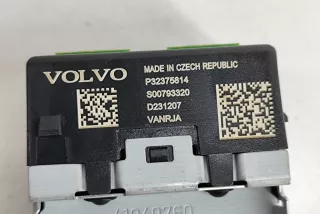 VOLVO
MADE IN CZECH REPUBLIC
P32375814
S00793320
D231207
VANRJA